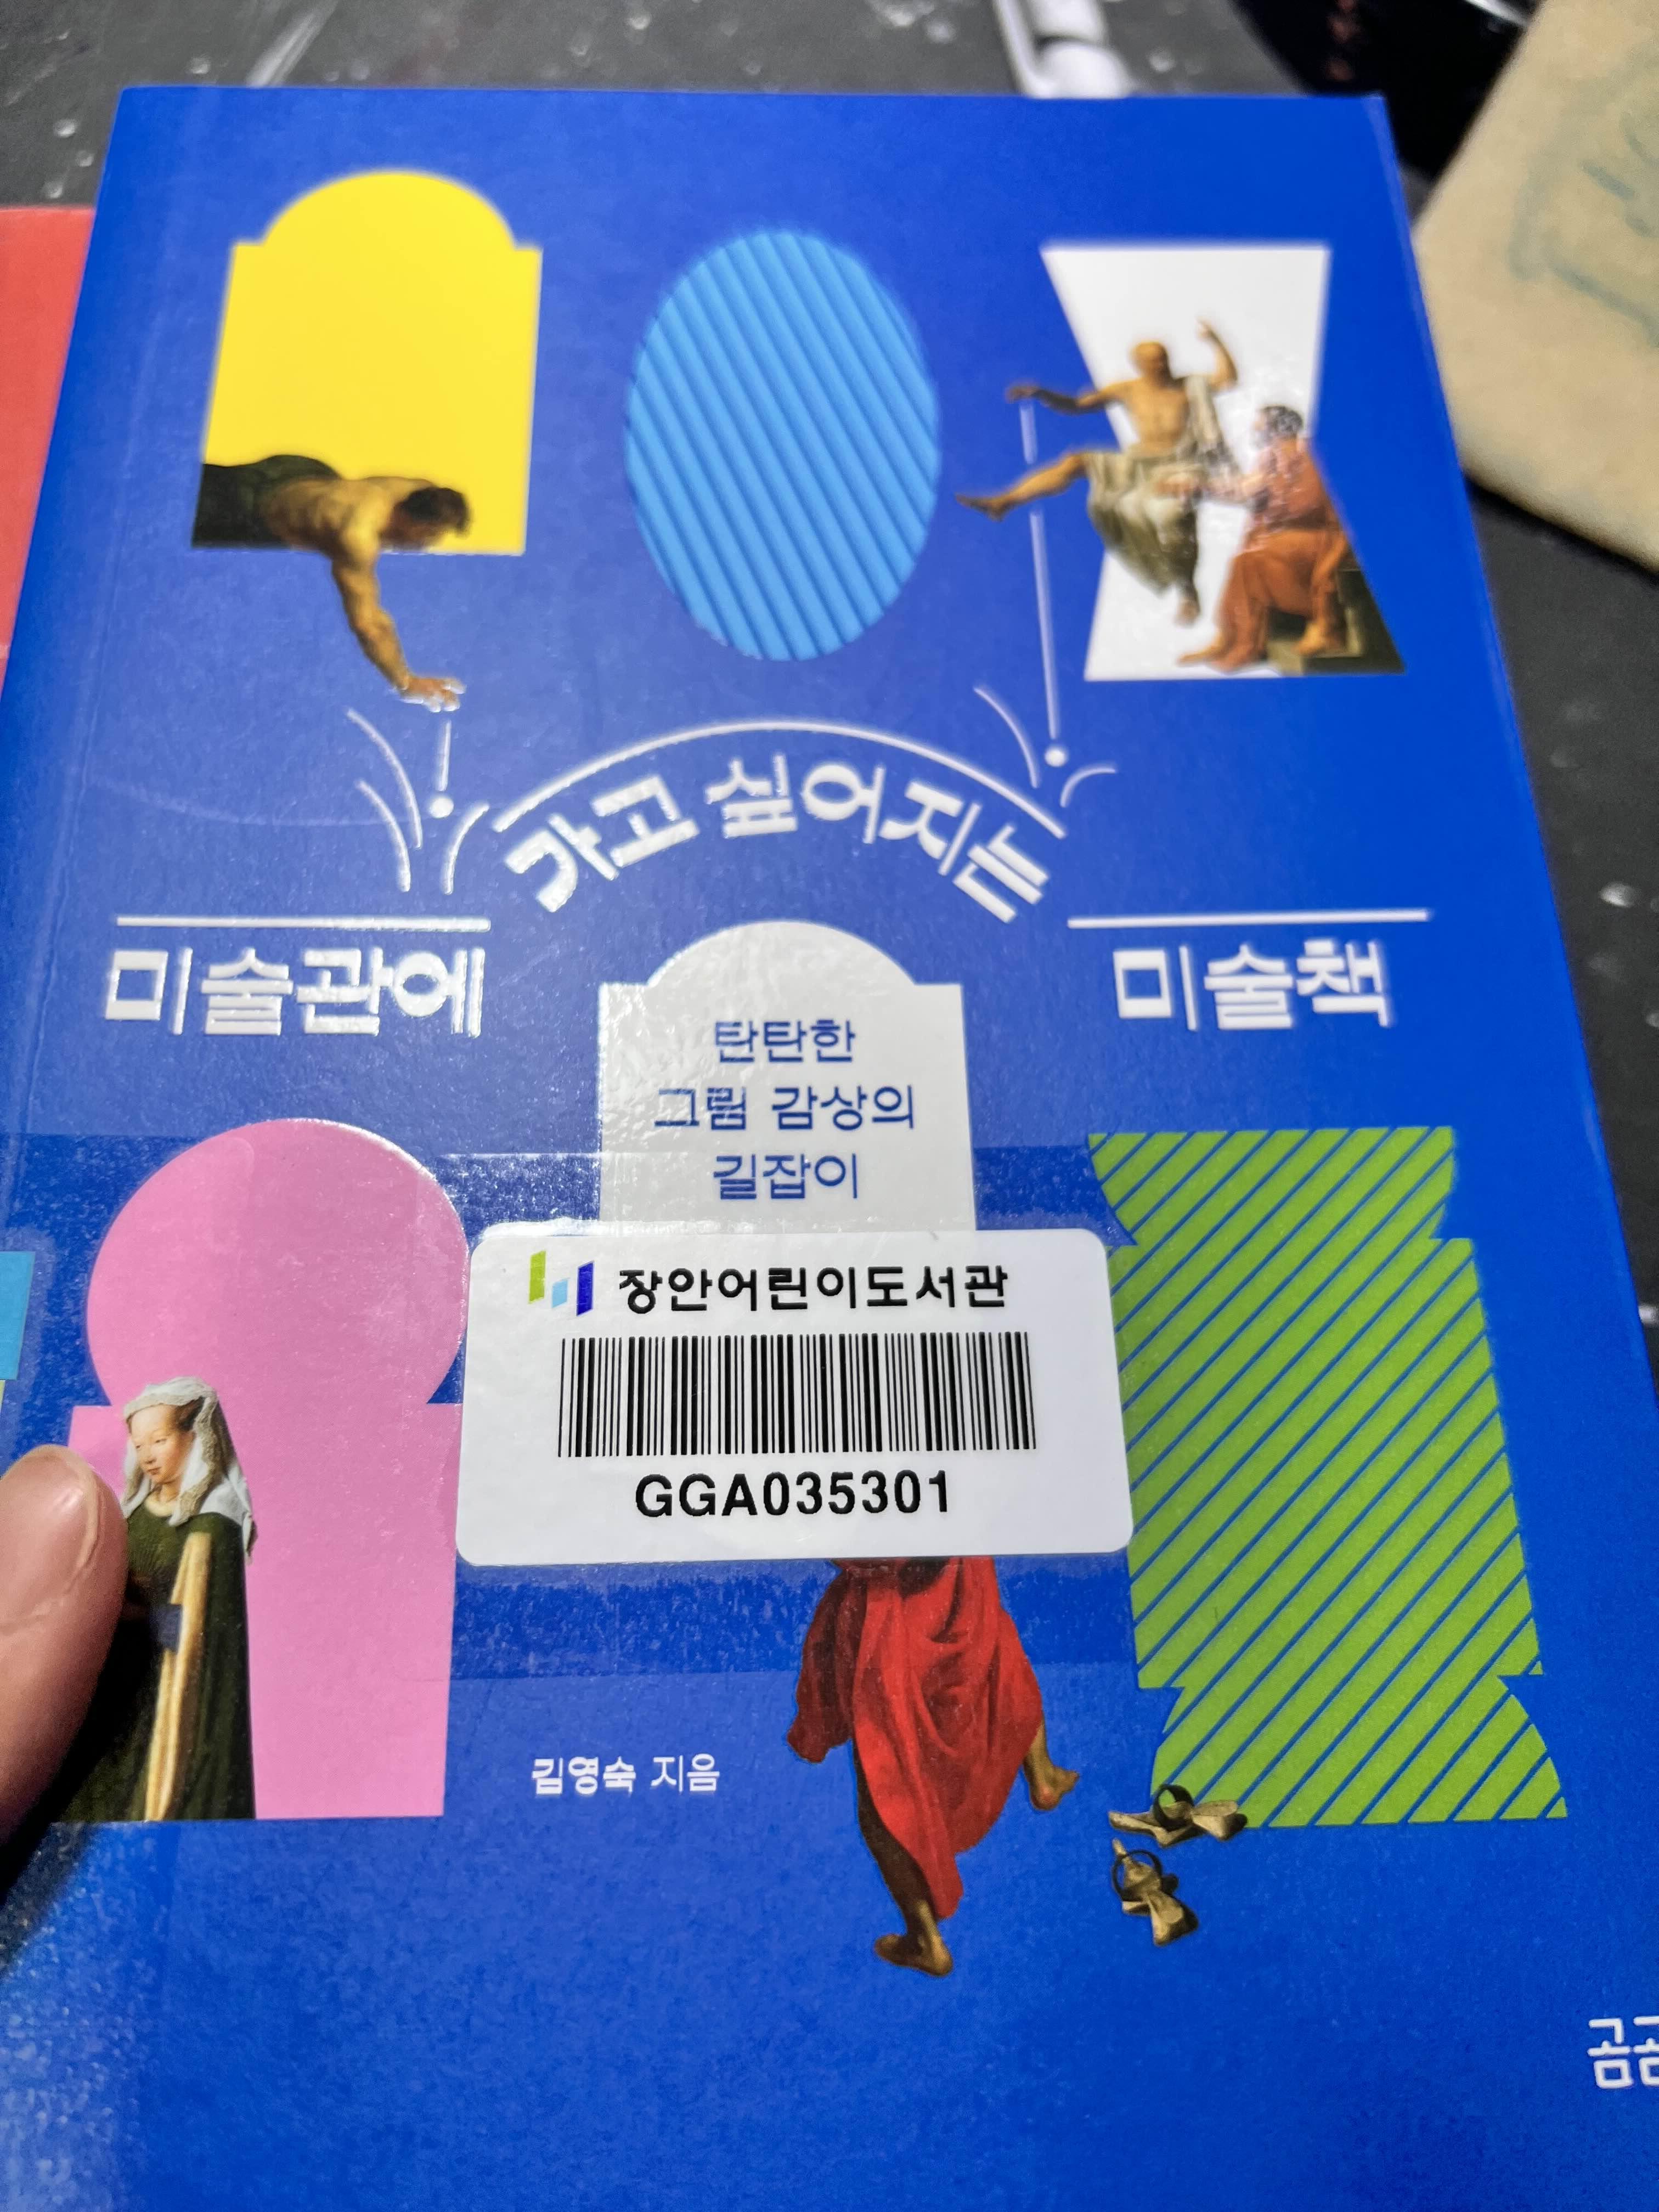 미술관에
가고 싶어지는
미술책
탄탄한
그림 감상의
길잡이
장안어린이도서관
GGA035301
김영숙 지음